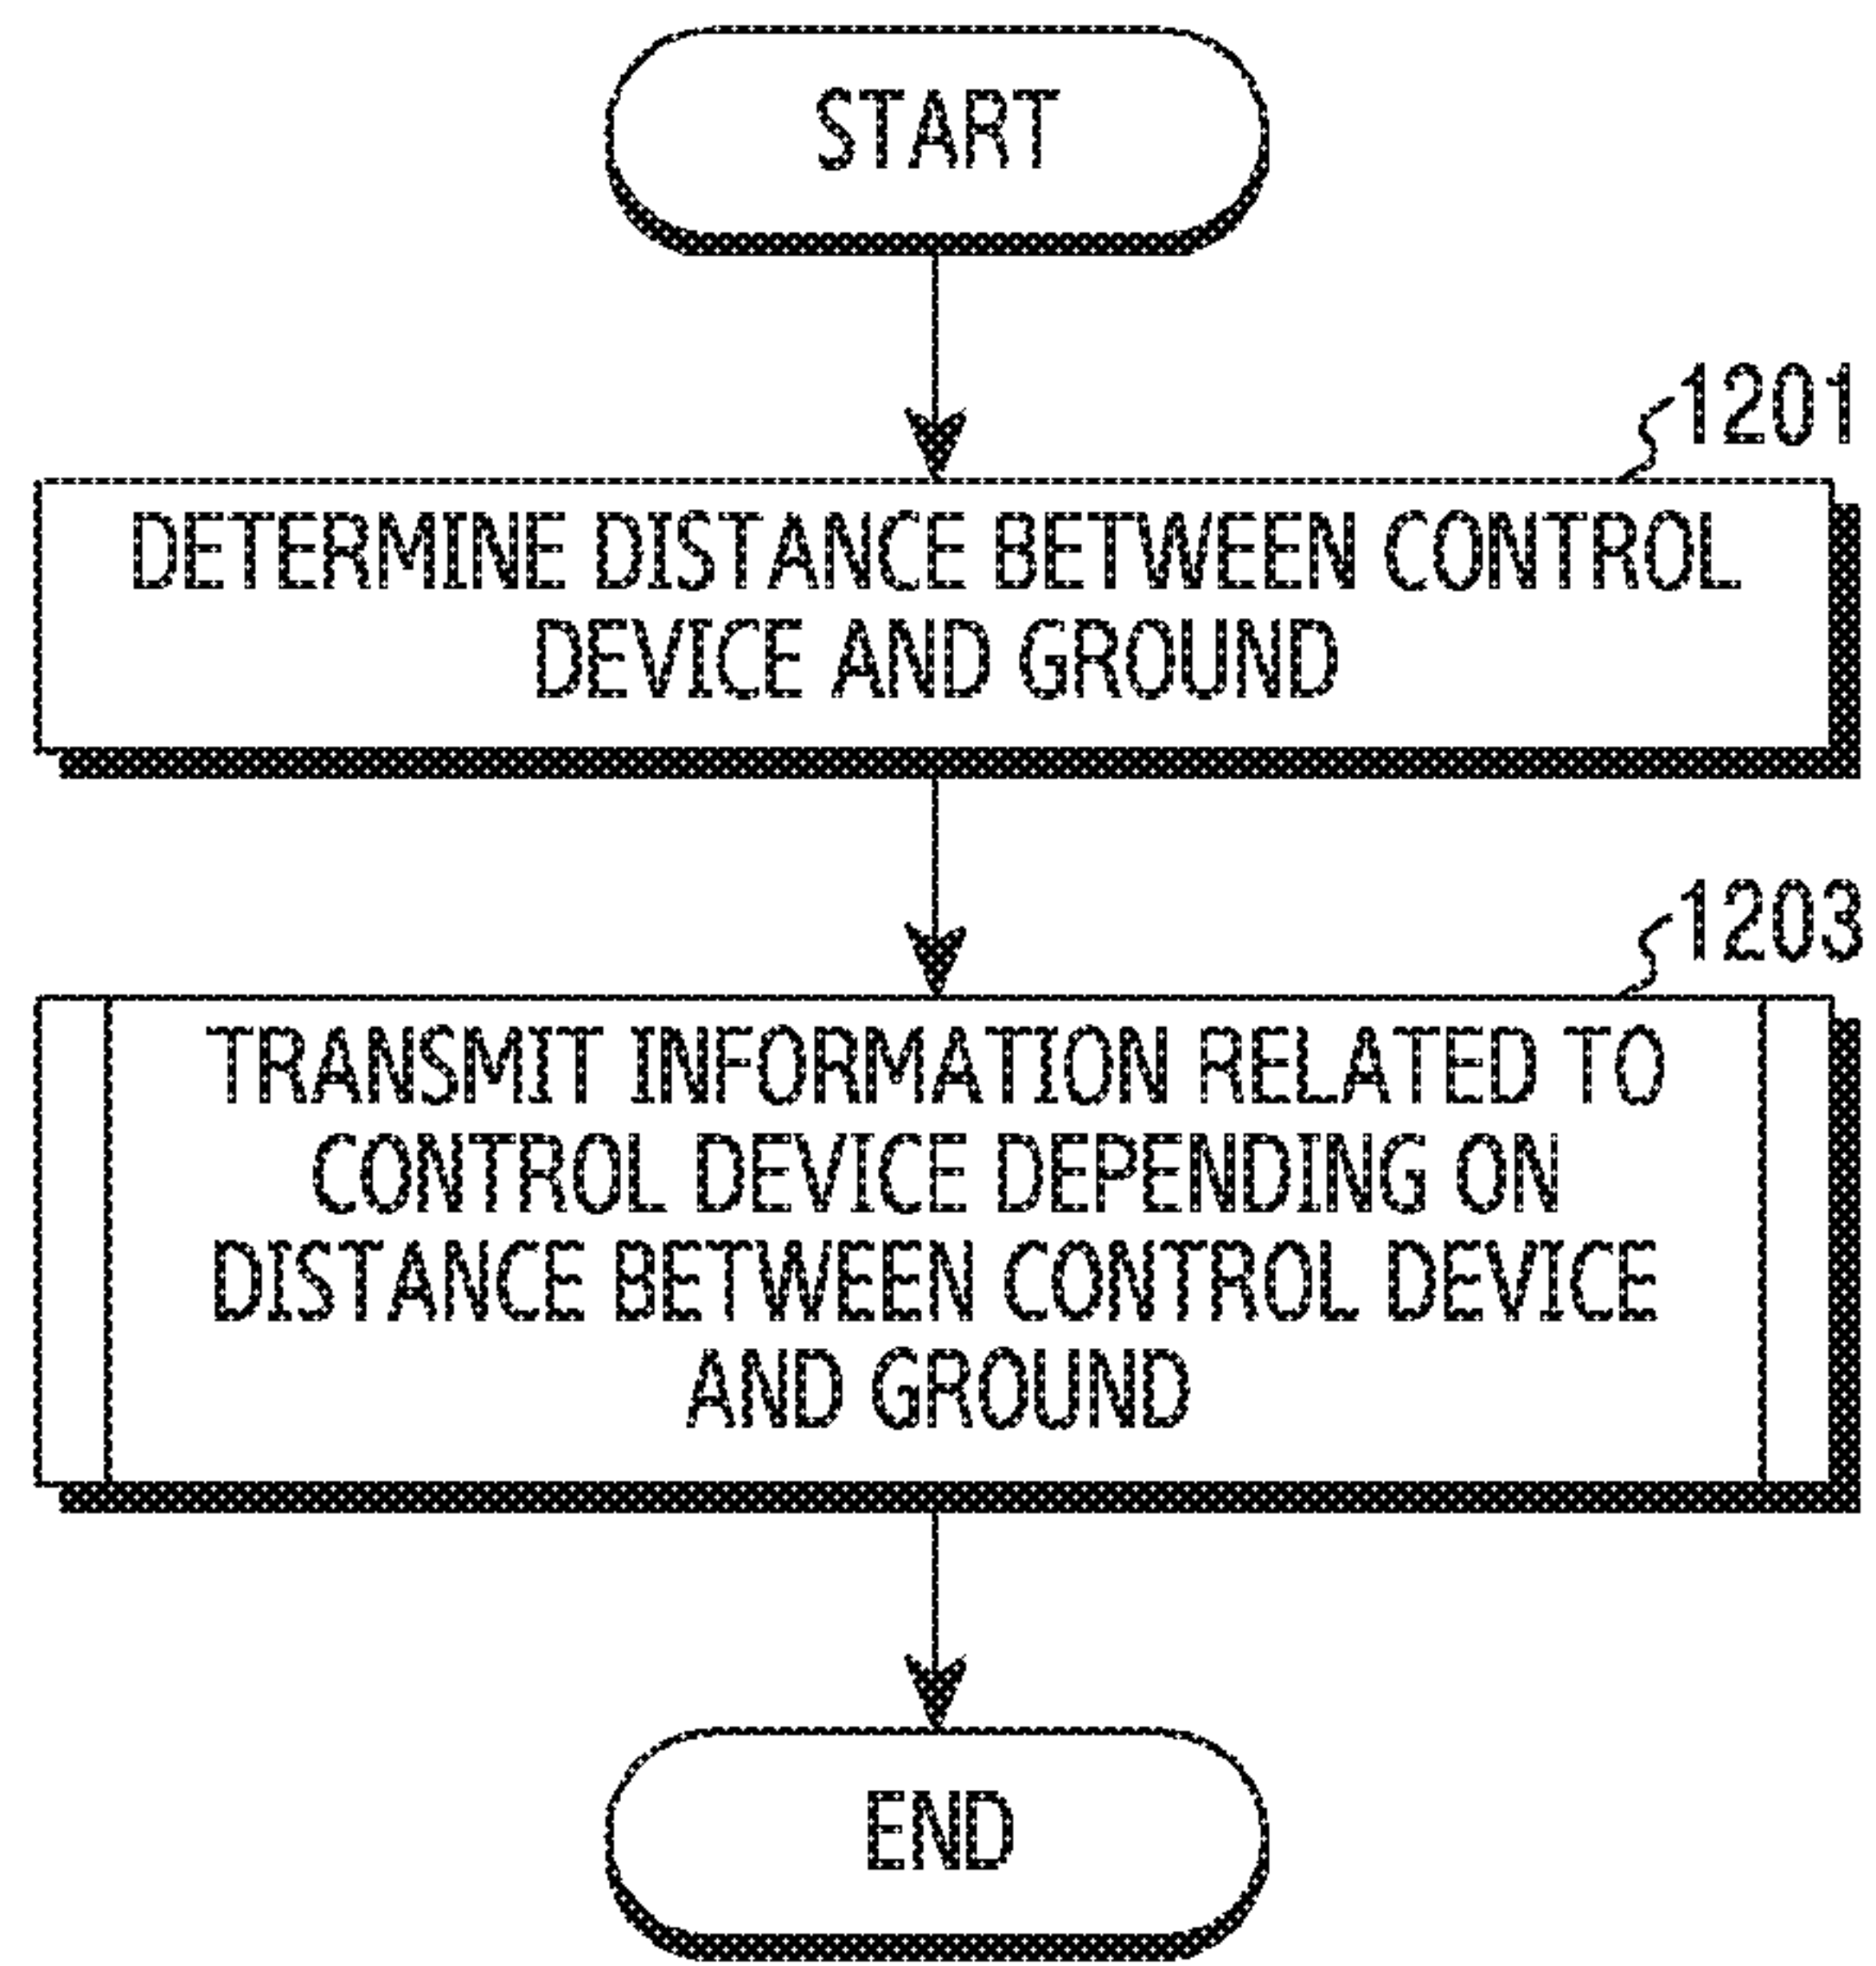 START
1201
DETERMINE DISTANCE BETWEEN CONTROL
DEVICE AND GROUND
1203
TRANSMIT INFORMATION RELATED TO
CONTROL DEVICE DEPENDING ON
DISTANCE BETWEEN CONTROL DEVICE
AND GROUND
END